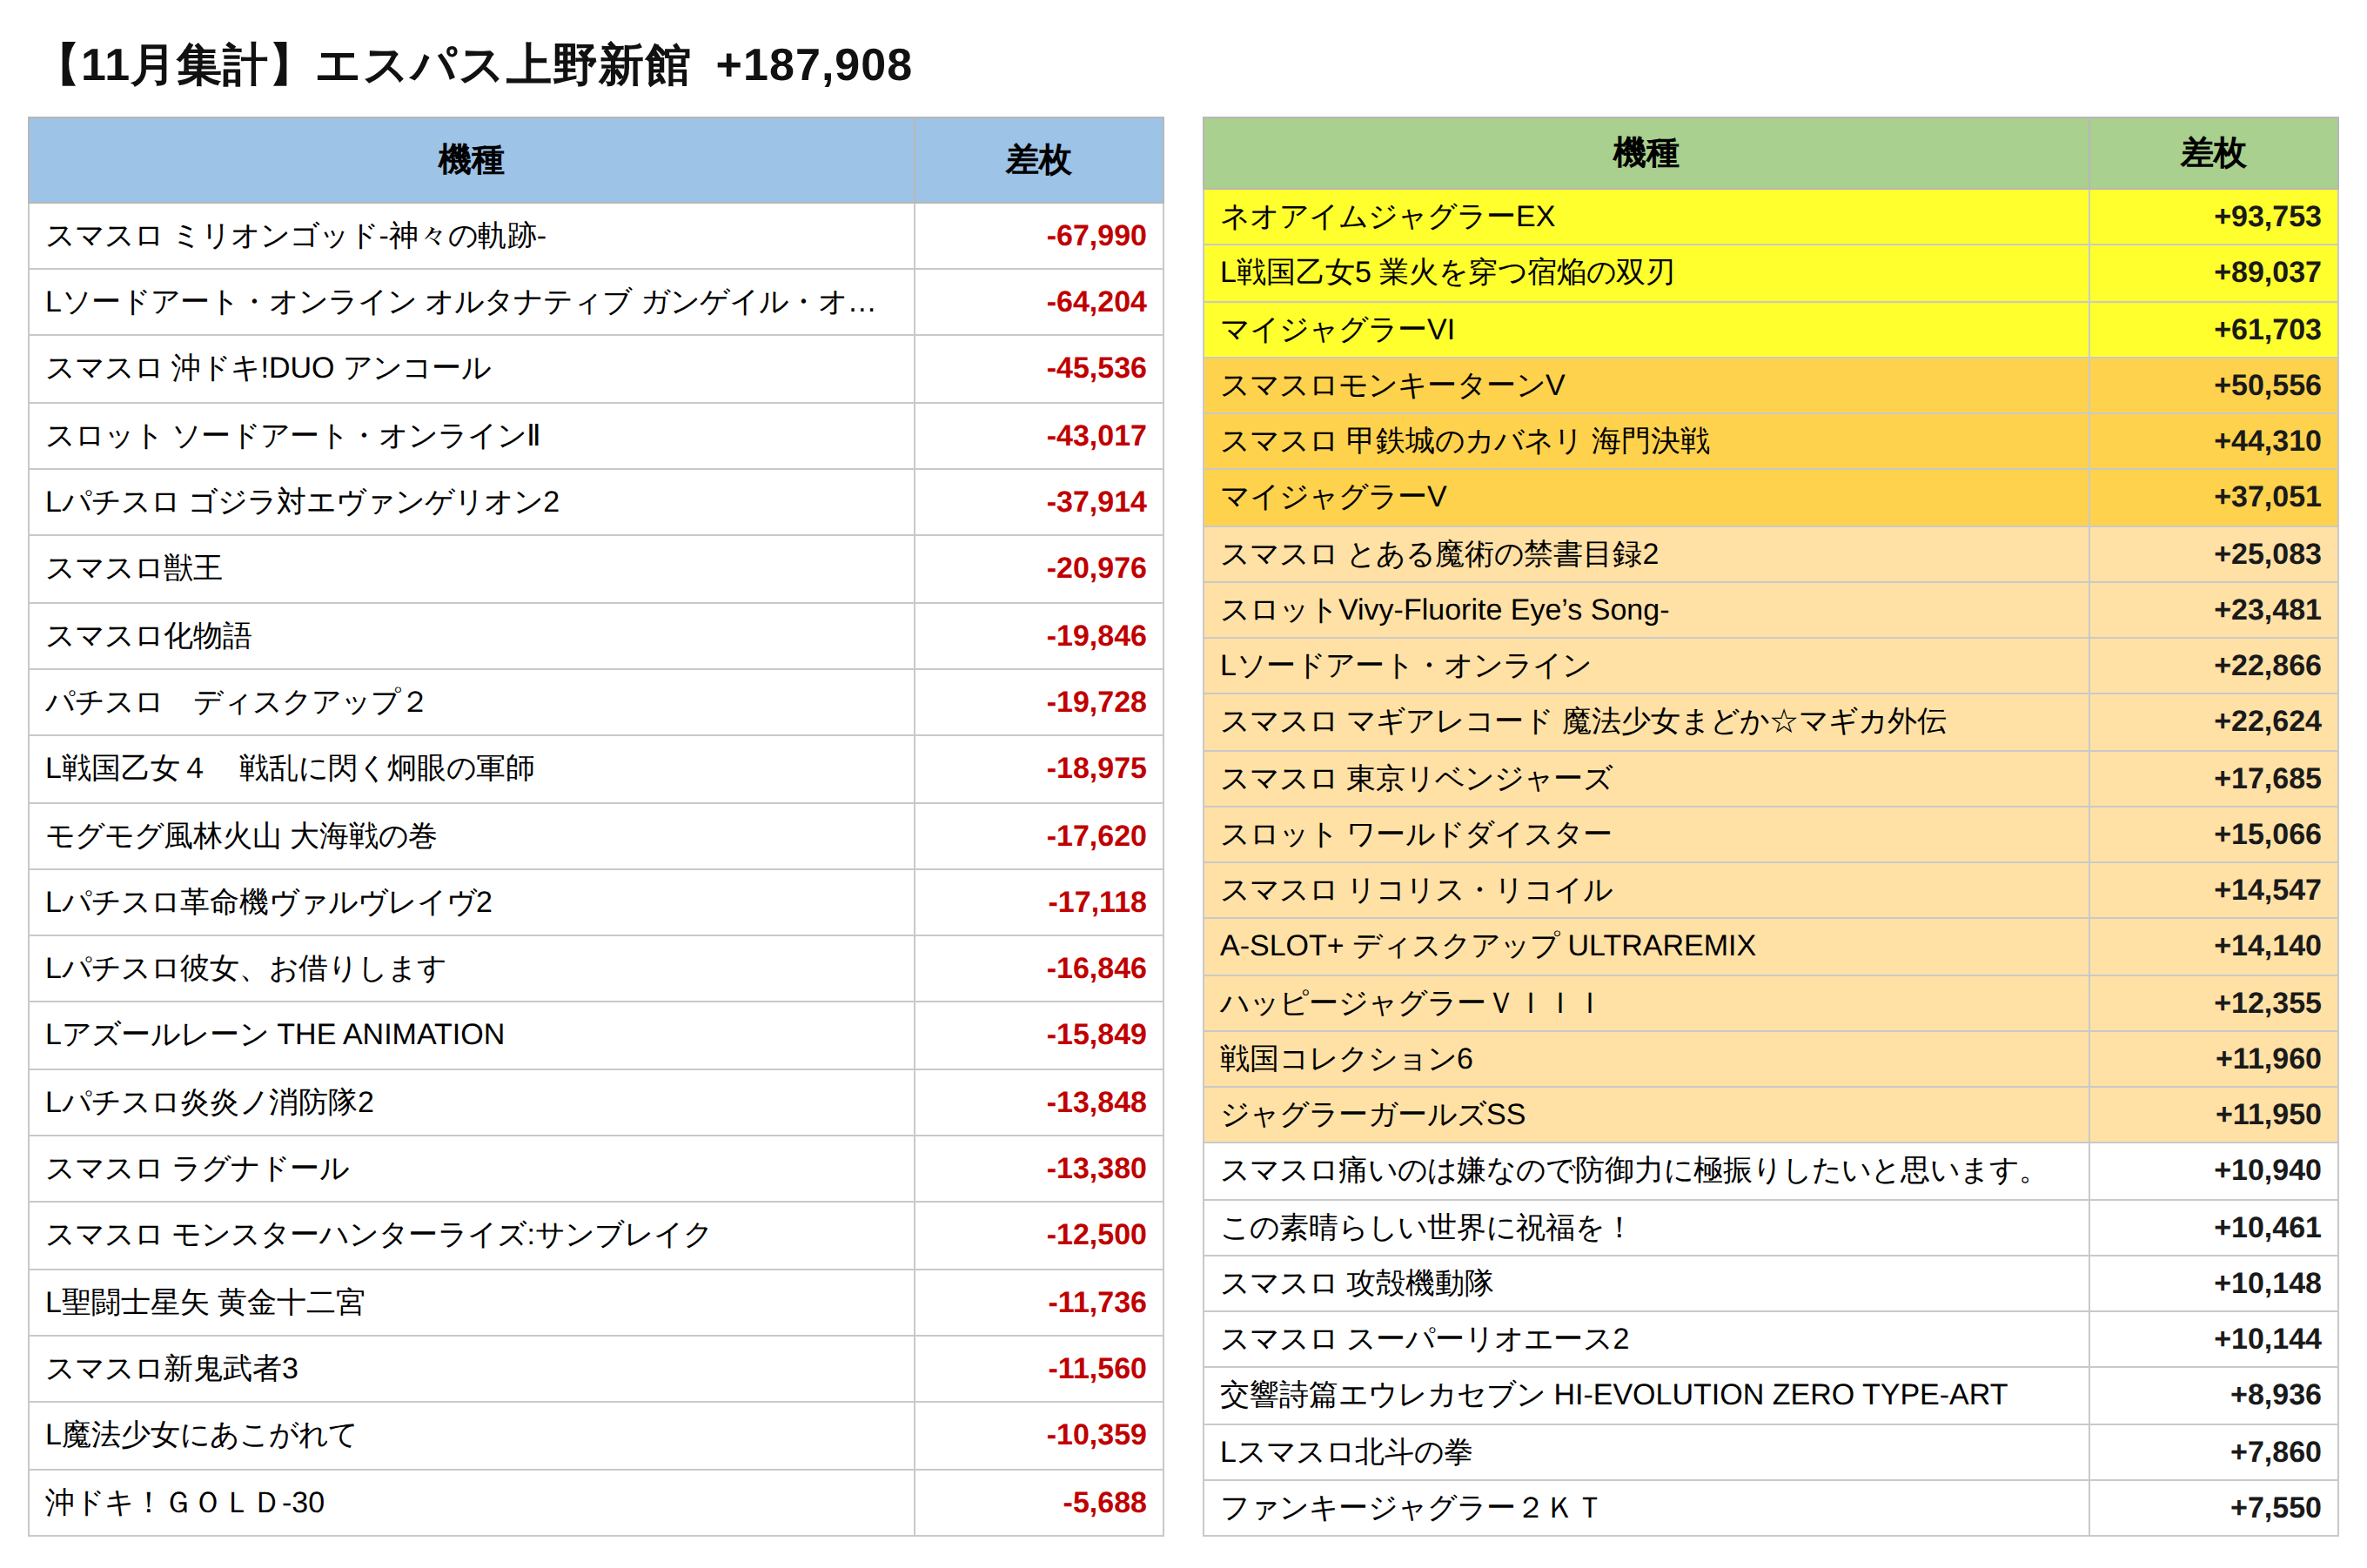 【11月集計】エスパス上野新館 +187,908
機種 差枚
スマスロ ミリオンゴッド-神々の軌跡- -67,990
Lソードアート・オンライン オルタナティブ ガンゲイル・オ… -64,204
スマスロ 沖ドキ!DUO アンコール -45,536
スロット ソードアート・オンラインⅡ -43,017
Lパチスロ ゴジラ対エヴァンゲリオン2 -37,914
スマスロ獣王 -20,976
スマスロ化物語 -19,846
パチスロ　ディスクアップ２ -19,728
L戦国乙女４　戦乱に閃く炯眼の軍師 -18,975
モグモグ風林火山 大海戦の巻 -17,620
Lパチスロ革命機ヴァルヴレイヴ2 -17,118
Lパチスロ彼女、お借りします -16,846
Lアズールレーン THE ANIMATION -15,849
Lパチスロ炎炎ノ消防隊2 -13,848
スマスロ ラグナドール -13,380
スマスロ モンスターハンターライズ:サンブレイク -12,500
L聖闘士星矢 黄金十二宮 -11,736
スマスロ新鬼武者3 -11,560
L魔法少女にあこがれて -10,359
沖ドキ！ＧＯＬＤ-30 -5,688
機種 差枚
ネオアイムジャグラーEX +93,753
L戦国乙女5 業火を穿つ宿焔の双刃 +89,037
マイジャグラーVI +61,703
スマスロモンキーターンV +50,556
スマスロ 甲鉄城のカバネリ 海門決戦 +44,310
マイジャグラーV +37,051
スマスロ とある魔術の禁書目録2 +25,083
スロットVivy-Fluorite Eye’s Song- +23,481
Lソードアート・オンライン +22,866
スマスロ マギアレコード 魔法少女まどか☆マギカ外伝 +22,624
スマスロ 東京リベンジャーズ +17,685
スロット ワールドダイスター +15,066
スマスロ リコリス・リコイル +14,547
A-SLOT+ ディスクアップ ULTRAREMIX +14,140
ハッピージャグラーＶＩＩＩ +12,355
戦国コレクション6 +11,960
ジャグラーガールズSS +11,950
スマスロ痛いのは嫌なので防御力に極振りしたいと思います。 +10,940
この素晴らしい世界に祝福を！ +10,461
スマスロ 攻殻機動隊 +10,148
スマスロ スーパーリオエース2 +10,144
交響詩篇エウレカセブン HI-EVOLUTION ZERO TYPE-ART +8,936
Lスマスロ北斗の拳 +7,860
ファンキージャグラー２ＫＴ +7,550